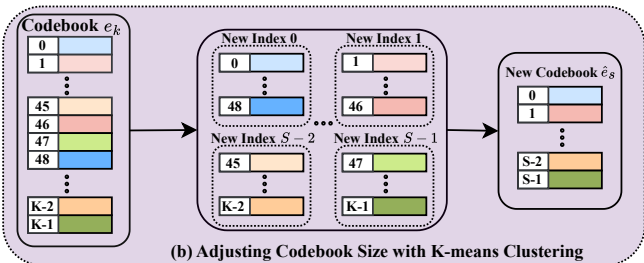 Codebook e_k
0
1
45
46
47
48
K-2
K-1
New Index 0
0
48
New Index 1
1
46
New Index S − 2
45
K-2
New Index S − 1
47
K-1
New Codebook ê_s
0
1
S-2
S-1
(b) Adjusting Codebook Size with K-means Clustering